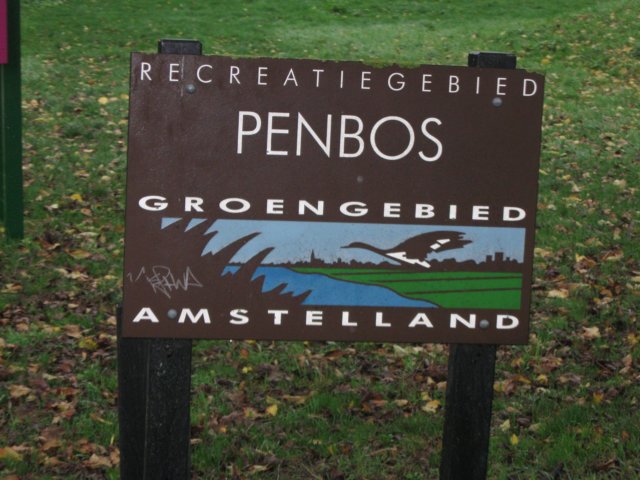 RECREATIEGEBIED
PENBOS
GROENGEBIED
AMSTELLAND